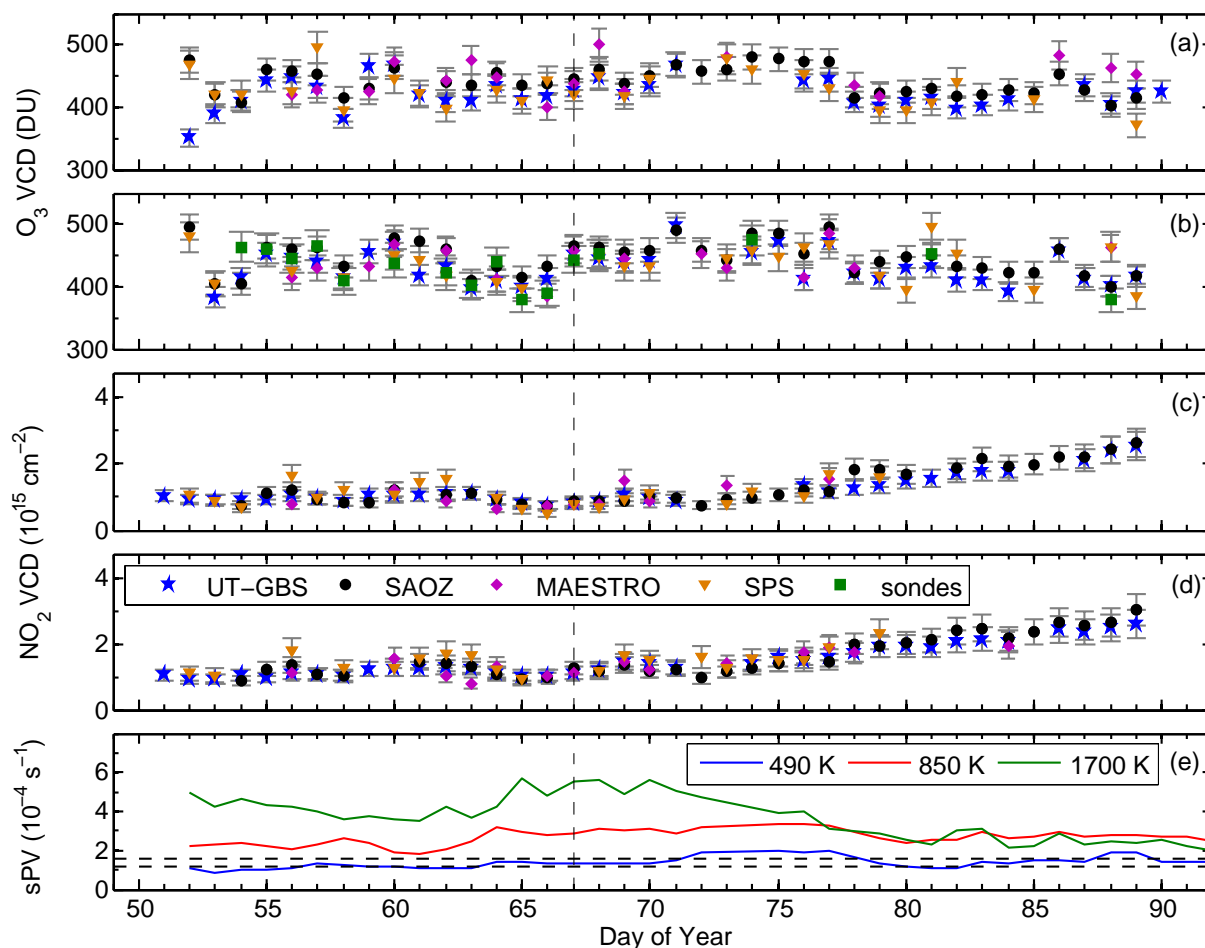 (a)
500
400
300
O3 VCD (DU)
(b)
500
400
300
(c)
4
2
0
NO2 VCD (10^15 cm^−2)
(d)
4
UT−GBS SAOZ MAESTRO SPS sondes
2
0
(e)
490 K 850 K 1700 K
6
4
2
0
sPV (10^−4 s^−1)
50 55 60 65 70 75 80 85 90
Day of Year